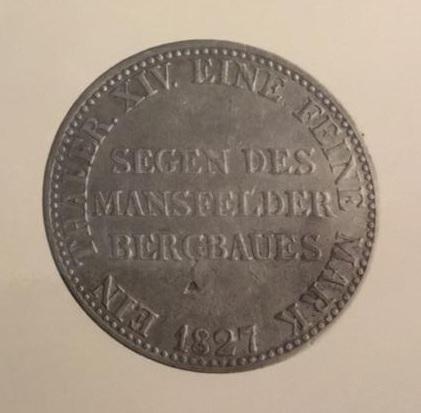 EIN THALER XIV EINE FEINE MARK
SEGEN DES
MANSFELDER
BERGBAUES
A
1827